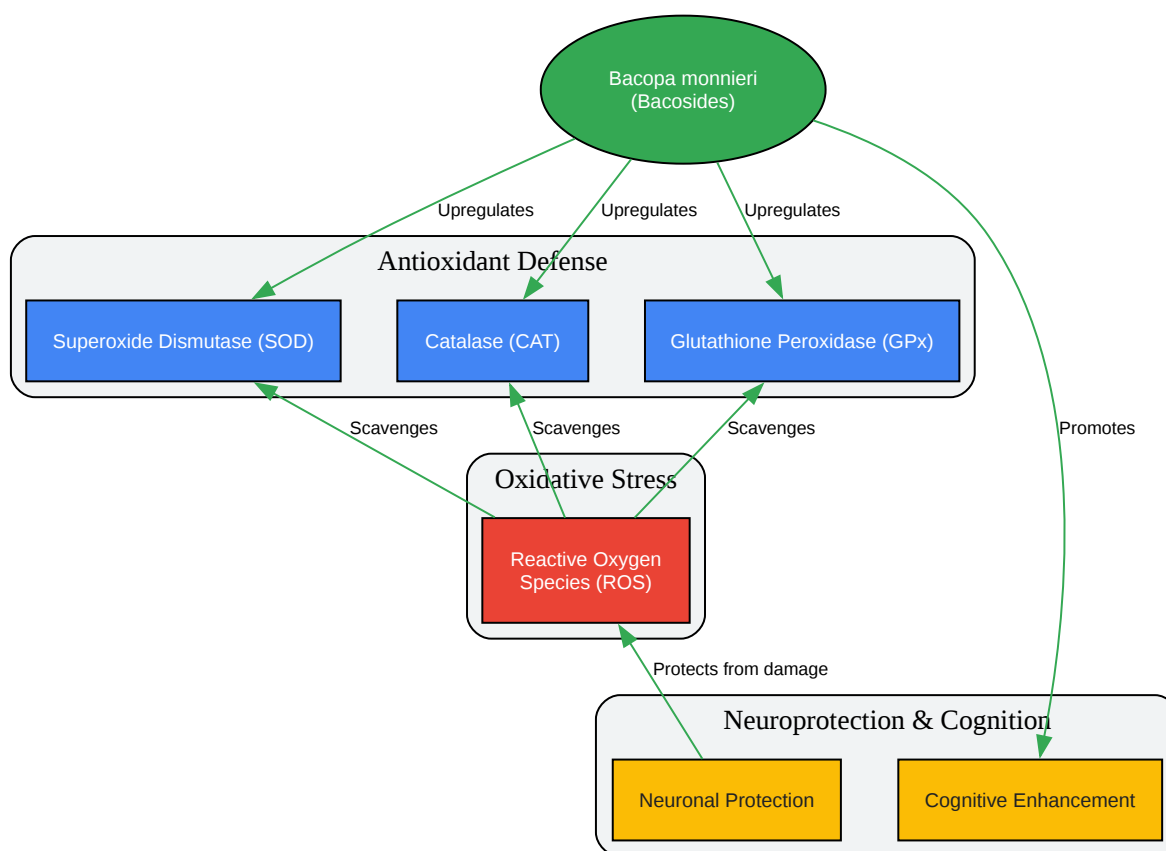 Bacopa monnieri
(Bacosides)
Upregulates
Upregulates
Upregulates
Antioxidant Defense
Superoxide Dismutase (SOD)
Catalase (CAT)
Glutathione Peroxidase (GPx)
Scavenges
Scavenges
Scavenges
Promotes
Oxidative Stress
Reactive Oxygen
Species (ROS)
Protects from damage
Neuroprotection & Cognition
Neuronal Protection
Cognitive Enhancement